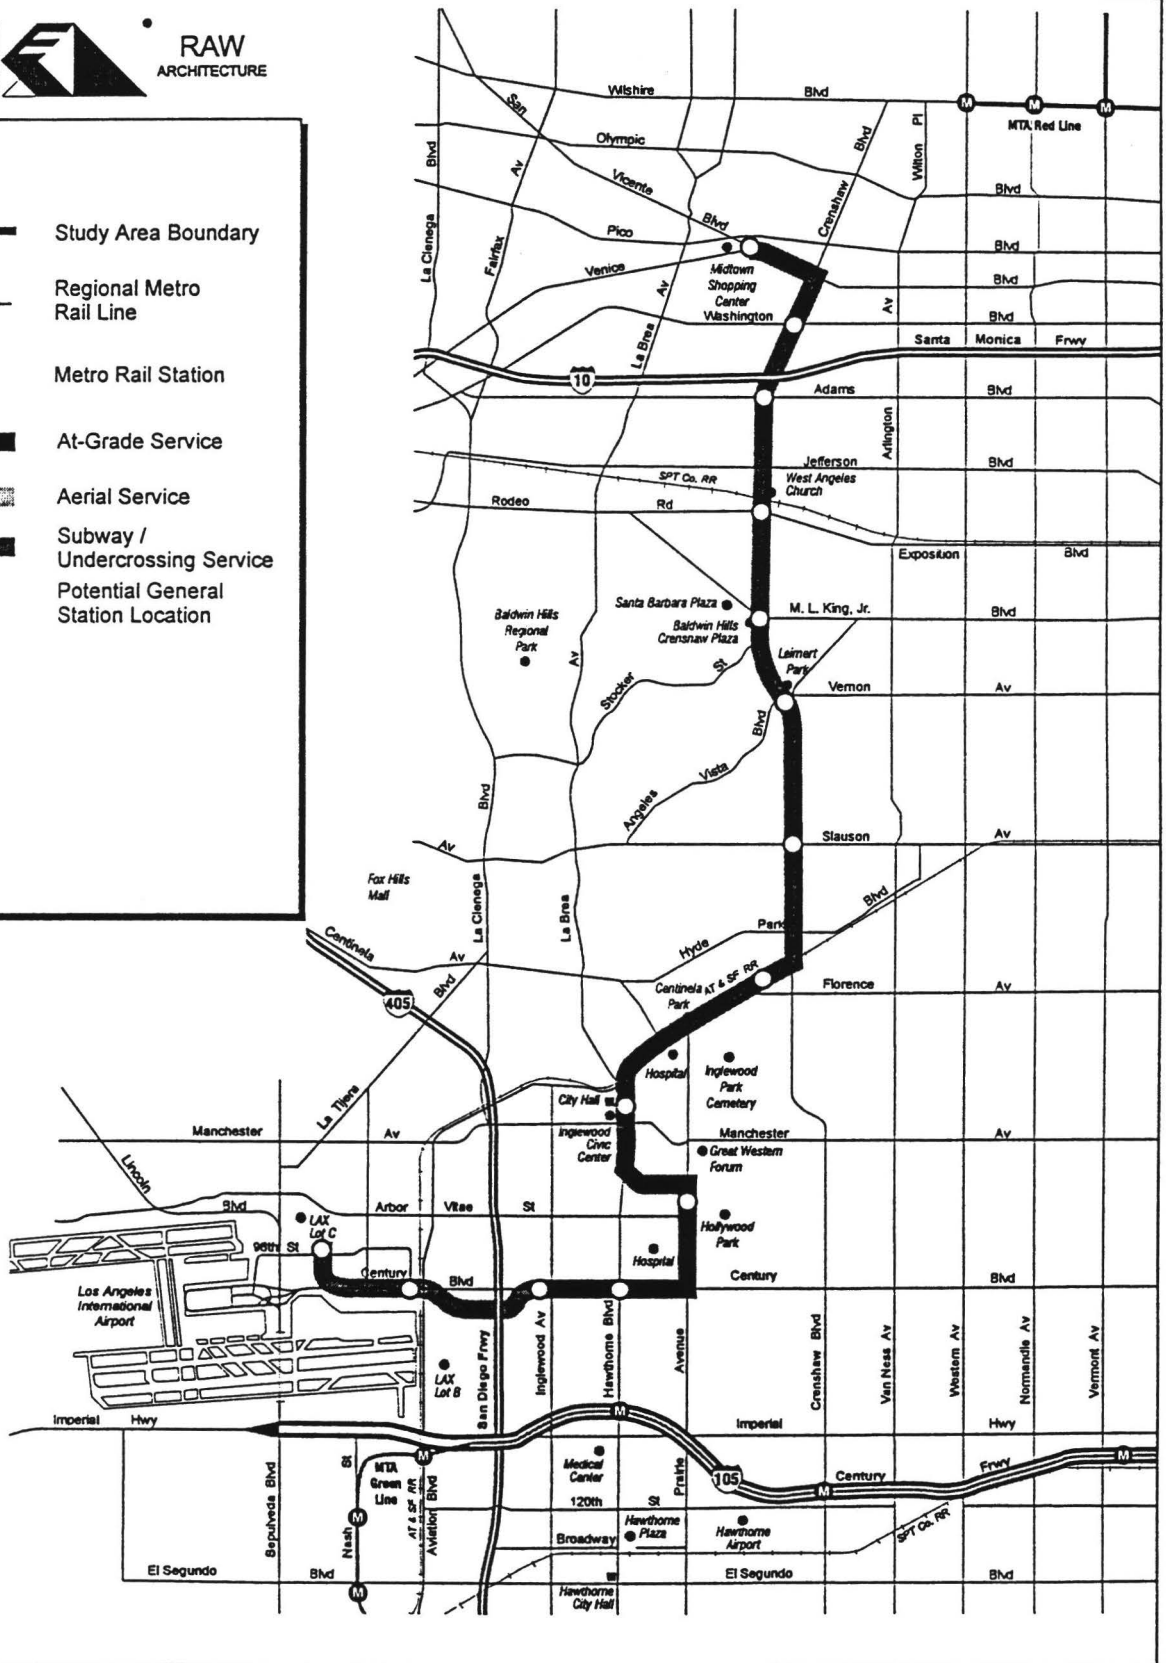 RAW
ARCHITECTURE
Study Area Boundary
Regional Metro
Rail Line
Metro Rail Station
At-Grade Service
Aerial Service
Subway /
Undercrossing Service
Potential General
Station Location
Wilshire Blvd
M M M
MTA Red Line
San Vicente Blvd
Olympic Blvd
La Cienega Blvd
Fairfax Av
Crenshaw Blvd
Wilton Pl
Pico Blvd
Venice Blvd
Midtown
Shopping
Center
La Brea Av
Washington Blvd
Arlington Av
Santa Monica Frwy
10
Adams Blvd
Jefferson Blvd
SPT Co. RR
West Angeles
Church
Rodeo Rd
Exposition Blvd
Santa Barbara Plaza
M. L. King, Jr. Blvd
Baldwin Hills
Crensnaw Plaza
Baldwin Hills
Regional
Park
Leimert
Park
Stocker St
Vernon Av
Angeles Vista Blvd
Av Slauson Av
Fox Hills
Mall
La Cienega Blvd
La Brea Av
Hyde Park Blvd
Centinela Av
405
AT & SF RR
Centinela
Park
Florence Av
La Tijera Blvd
Hospital
Inglewood
Park
Cemetery
City Hall
Inglewood
Civic
Center
Manchester Av
Manchester Av
Great Western
Forum
Lincoln Blvd
Arbor Vitae St
LAX
Lot C
96th St
Hollywood
Park
Hospital
Century Blvd
Century Blvd
Los Angeles
International
Airport
LAX
Lot B
San Diego Frwy
Inglewood Av
Hawthorne Blvd
Prairie Avenue
Crenshaw Blvd
Van Ness Av
Western Av
Normandie Av
Vermont Av
Imperial Hwy
Imperial Hwy
M
M
MTA
Green
Line
Medical
Center
105
Century Frwy
M M
120th St
Sepulveda Blvd
Nash St
AT & SF RR
Aviation Blvd
M
Hawthorne
Plaza
Hawthorne
Airport
SPT Co. RR
Broadway
El Segundo Blvd
El Segundo Blvd
M
Hawthorne
City Hall